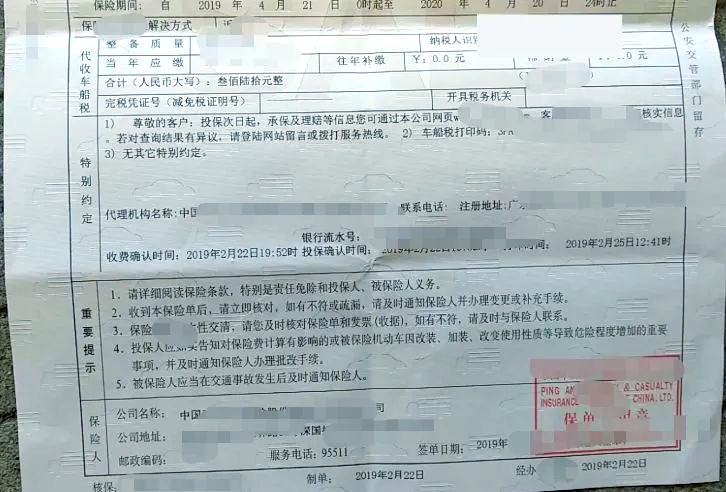 保险期间： 自 2019 年 4 月 21 日 0时起至 2020 年 4 月 20 日 24时止
保 解决方式
代收车船税
整 备 质 量
纳税人识
当 年 应 缴
往 年 补 缴 ￥: 0.0 元 元
合计（人民币大写）: 叁佰陆拾元整
完税凭证号（减免税证明号）
开具税务机关
公安交管部门留存
特别约定
1) 尊敬的客户：投保次日起，承保及理赔等信息您可通过本公司网页 客 核实信息
。若对查询结果有异议，请登陆网站留言或拨打服务热线。 2) 车船税打印码:
3) 无其它特别约定。
代理机构名称:中国 联系电话: 注册地址:广
银行流水号:
收费确认时间: 2019年2月22日19:52时 投保确认时间: 时间: 2019年2月25日12:41时
重要提示
1. 请详细阅读保险条款，特别是责任免除和投保人、被保险人义务。
2. 收到本保险单后，请立即核对，如有不符或疏漏，请及时通知保险人并办理变更或补充手续。
3. 保险 性交清，请您及时核对保险单和发票(收据)，如有不符，请及时与保险人联系。
4. 投保人应如实告知对保险费计算有影响的或被保险机动车因改装、加装、改变使用性质等导致危险程度增加的重要
事项，并及时通知保险人办理批改手续。
5. 被保险人应当在交通事故发生后及时通知保险人。
保险人
公司名称: 中国 司
公司地址: 深国
邮政编码: 服务电话: 95511 签单日期: 2019年
PING AN & CASUALTY
INSURANCE CHINA, LTD.
保单 章
核保: 制单: 2019年2月22日 经办 2019年2月22日